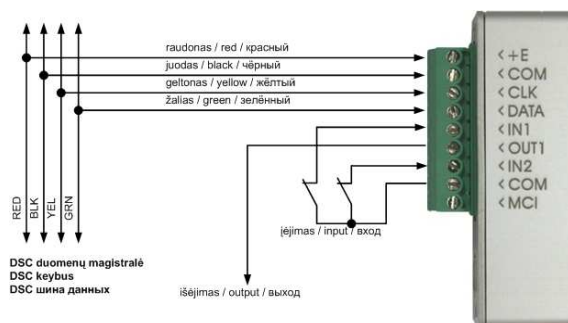 raudonas / red / красный
juodas / black / чёрный
geltonas / yellow / жёлтый
žalias / green / зелённый
<+E
<COM
<CLK
<DATA
<IN1
<OUT1
<IN2
<COM
<MCI
RED
BLK
YEL
GRN
įėjimas / input / вход
DSC duomenų magistralė
DSC keybus
DSC шина данных
išėjimas / output / выход